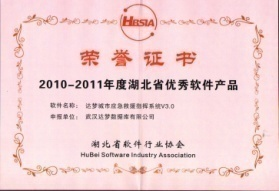 HBSIA
荣誉证书
2010-2011年度湖北省优秀软件产品
软件名称：达梦城市应急救援指挥系统V3.0
申报单位：武汉达梦数据库有限公司
湖北省软件行业协会
HuBei Software Industry Association